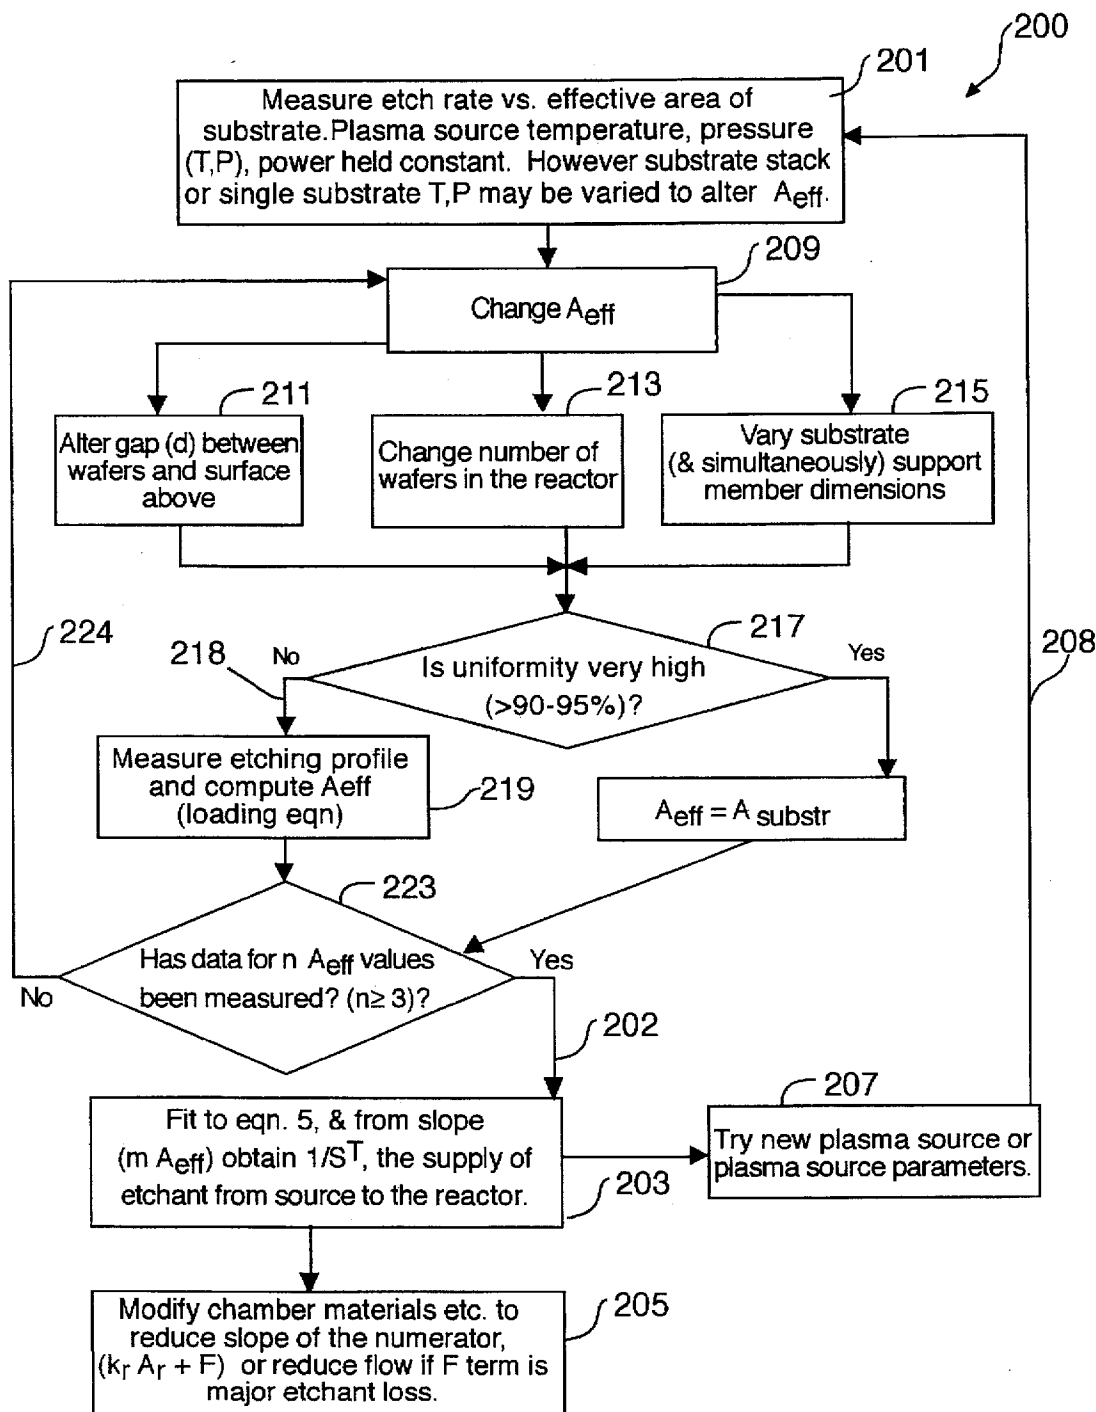 200
201
Measure etch rate vs. effective area of
substrate.Plasma source temperature, pressure
(T,P), power held constant. However substrate stack
or single substrate T,P may be varied to alter Aeff.
209
Change Aeff
211
Alter gap (d) between
wafers and surface
above
213
Change number of
wafers in the reactor
215
Vary substrate
(& simultaneously) support
member dimensions
224
218
No
217
Is uniformity very high
(>90-95%)?
Yes
208
Measure etching profile
and compute Aeff
(loading eqn)
219
Aeff = A substr
223
Has data for n Aeff values
been measured? (n≥ 3)?
No
Yes
202
Fit to eqn. 5, & from slope
(m Aeff) obtain 1/Sᵀ, the supply of
etchant from source to the reactor.
203
207
Try new plasma source or
plasma source parameters.
Modify chamber materials etc. to
reduce slope of the numerator,
(kr Ar + F) or reduce flow if F term is
major etchant loss.
205